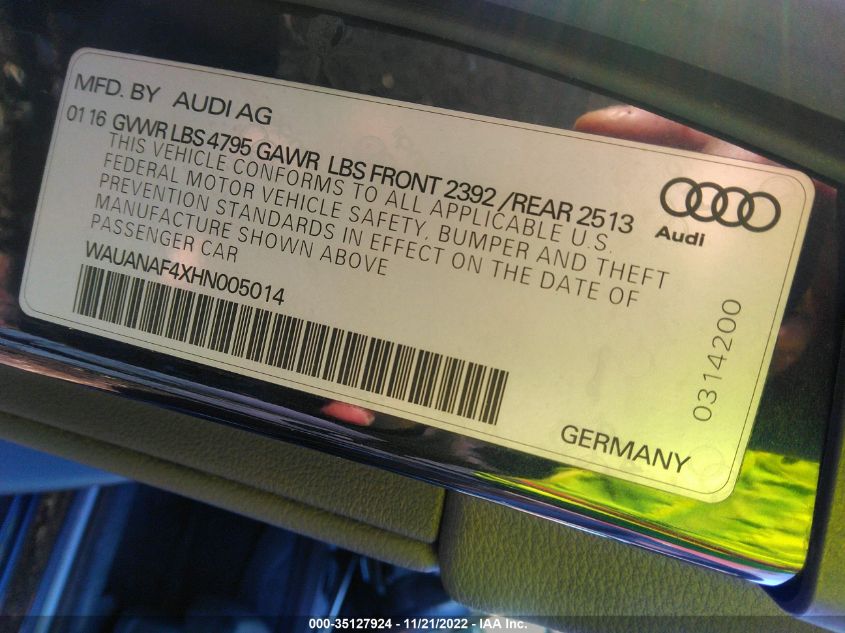 MFD. BY AUDI AG
01 16 GVWR LBS 4795 GAWR LBS FRONT 2392 /REAR 2513
THIS VEHICLE CONFORMS TO ALL APPLICABLE U.S.
FEDERAL MOTOR VEHICLE SAFETY, BUMPER AND THEFT
PREVENTION STANDARDS IN EFFECT ON THE DATE OF
MANUFACTURE SHOWN ABOVE
PASSENGER CAR
WAUANAF4XHN005014
Audi
0314200
GERMANY
000-35127924 - 11/21/2022 - IAA Inc.